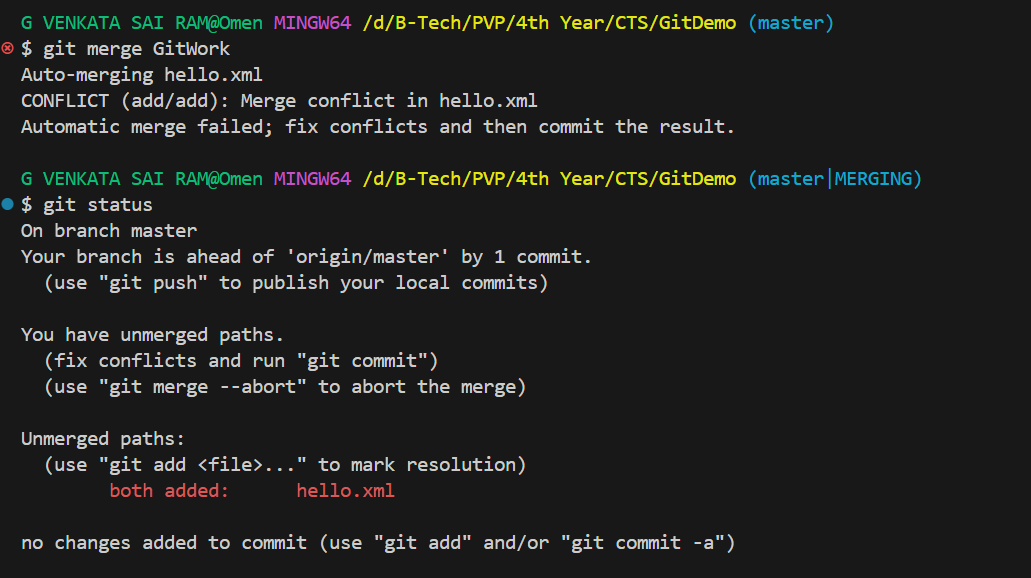 G VENKATA SAI RAM@Omen MINGW64 /d/B-Tech/PVP/4th Year/CTS/GitDemo (master)
$ git merge GitWork
Auto-merging hello.xml
CONFLICT (add/add): Merge conflict in hello.xml
Automatic merge failed; fix conflicts and then commit the result.
G VENKATA SAI RAM@Omen MINGW64 /d/B-Tech/PVP/4th Year/CTS/GitDemo (master|MERGING)
$ git status
On branch master
Your branch is ahead of 'origin/master' by 1 commit.
(use "git push" to publish your local commits)
You have unmerged paths.
(fix conflicts and run "git commit")
(use "git merge --abort" to abort the merge)
Unmerged paths:
(use "git add <file>..." to mark resolution)
both added:      hello.xml
no changes added to commit (use "git add" and/or "git commit -a")